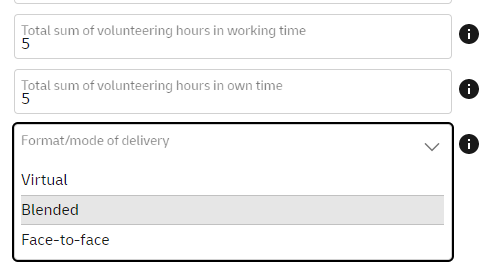 Total sum of volunteering hours in working time
5
Total sum of volunteering hours in own time
5
Format/mode of delivery
Virtual
Blended
Face-to-face